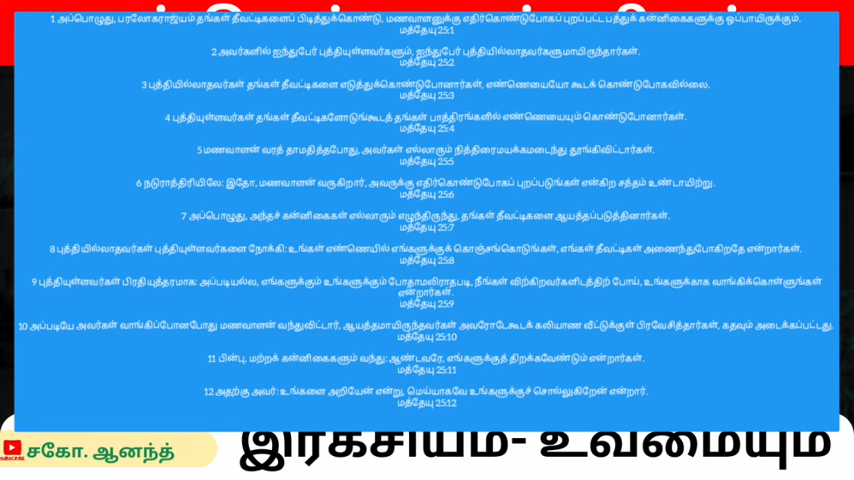 1 அப்பொழுது, பரலோகராஜ்யம் தங்கள் தீவட்டிகளைப் பிடித்துக்கொண்டு, மணவாளனுக்கு எதிர்கொண்டுபோகப் புறப்பட்ட பத்துக் கன்னிகைகளுக்கு ஒப்பாயிருக்கும்.
மத்தேயு 25:1
2 அவர்களில் ஐந்துபேர் புத்தியுள்ளவர்களும், ஐந்துபேர் புத்தியில்லாதவர்களுமாயிருந்தார்கள்.
மத்தேயு 25:2
3 புத்தியில்லாதவர்கள் தங்கள் தீவட்டிகளை எடுத்துக்கொண்டுபோனார்கள், எண்ணெயையோ கூடக் கொண்டுபோகவில்லை.
மத்தேயு 25:3
4 புத்தியுள்ளவர்கள் தங்கள் தீவட்டிகளோடுங்கூடத் தங்கள் பாத்திரங்களில் எண்ணெயையும் கொண்டுபோனார்கள்.
மத்தேயு 25:4
5 மணவாளன் வரத் தாமதித்தபோது, அவர்கள் எல்லாரும் நித்திரைமயக்கமடைந்து தூங்கிவிட்டார்கள்.
மத்தேயு 25:5
6 நடுராத்திரியிலே: இதோ, மணவாளன் வருகிறார், அவருக்கு எதிர்கொண்டுபோகப் புறப்படுங்கள் என்கிற சத்தம் உண்டாயிற்று.
மத்தேயு 25:6
7 அப்பொழுது, அந்தச் கன்னிகைகள் எல்லாரும் எழுந்திருந்து, தங்கள் தீவட்டிகளை ஆயத்தப்படுத்தினார்கள்.
மத்தேயு 25:7
8 புத்தியில்லாதவர்கள் புத்தியுள்ளவர்களை நோக்கி: உங்கள் எண்ணெயில் எங்களுக்குக் கொஞ்சங்கொடுங்கள், எங்கள் தீவட்டிகள் அணைந்துபோகிறதே என்றார்கள்.
மத்தேயு 25:8
9 புத்தியுள்ளவர்கள் பிரதியுத்தரமாக: அப்படியல்ல, எங்களுக்கும் உங்களுக்கும் போதாமலிராதபடி, நீங்கள் விற்கிறவர்களிடத்திற் போய், உங்களுக்காக வாங்கிக்கொள்ளுங்கள்
என்றார்கள்.
மத்தேயு 25:9
10 அப்படியே அவர்கள் வாங்கிப்போனபோது மணவாளன் வந்துவிட்டார், ஆயத்தமாயிருந்தவர்கள் அவரோடேகூடக் கலியாண வீட்டுக்குள் பிரவேசித்தார்கள், கதவும் அடைக்கப்பட்டது.
மத்தேயு 25:10
11 பின்பு, மற்றக் கன்னிகைகளும் வந்து: ஆண்டவரே, எங்களுக்குத் திறக்கவேண்டும் என்றார்கள்.
மத்தேயு 25:11
12 அதற்கு அவர்: உங்களை அறியேன் என்று, மெய்யாகவே உங்களுக்குச் சொல்லுகிறேன் என்றார்.
மத்தேயு 25:12
இரகசியம்- உவமையும்
சகோ. ஆனந்த்